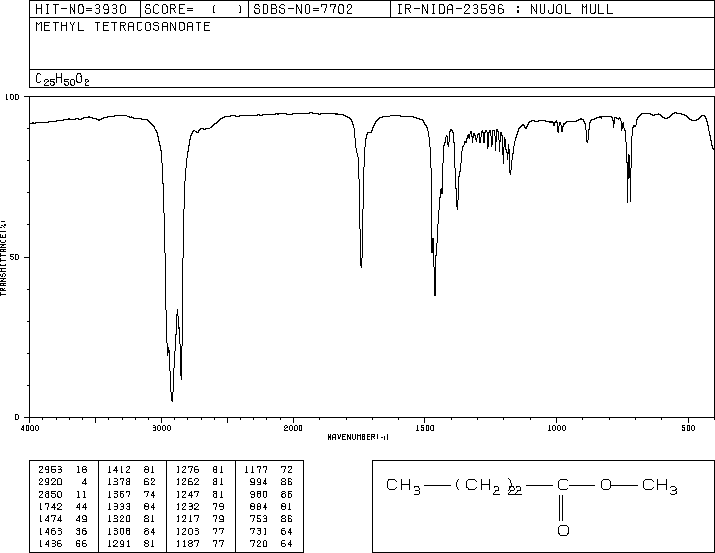 HIT-NO=3930 SCORE= ( ) SDBS-NO=7702 IR-NIDA-23596 : NUJOL MULL
METHYL TETRACOSANOATE
C25H50O2
100
50
0
TRANSMITTANCE(%)
4000 3000 2000 1500 1000 500
WAVENUMBER(-1)
2963 18 1412 81 1276 81 1177 72
2920 4 1378 62 1262 81 994 86
2850 11 1367 74 1247 81 980 86
1742 44 1333 84 1232 79 884 81
1474 49 1320 81 1217 79 753 86
1463 36 1308 84 1203 77 731 64
1436 66 1291 81 1187 77 720 64
CH3 (CH2)22 C O CH3
O